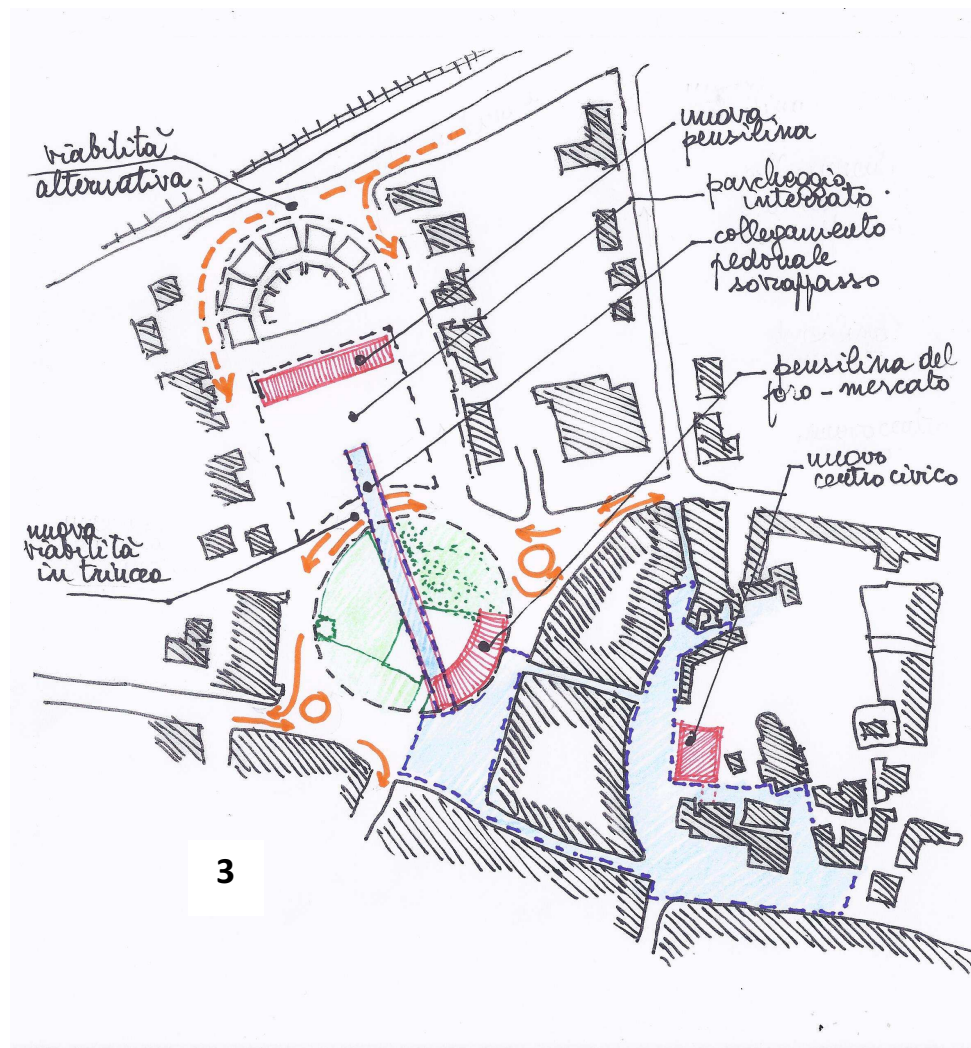 viabilità
alternativa
nuova
pensilina
parcheggio
interrato
collegamento
pedonale
sovrappasso
pensilina del
foro - mercato
nuovo
centro civico
nuova
viabilità
in trincea
3